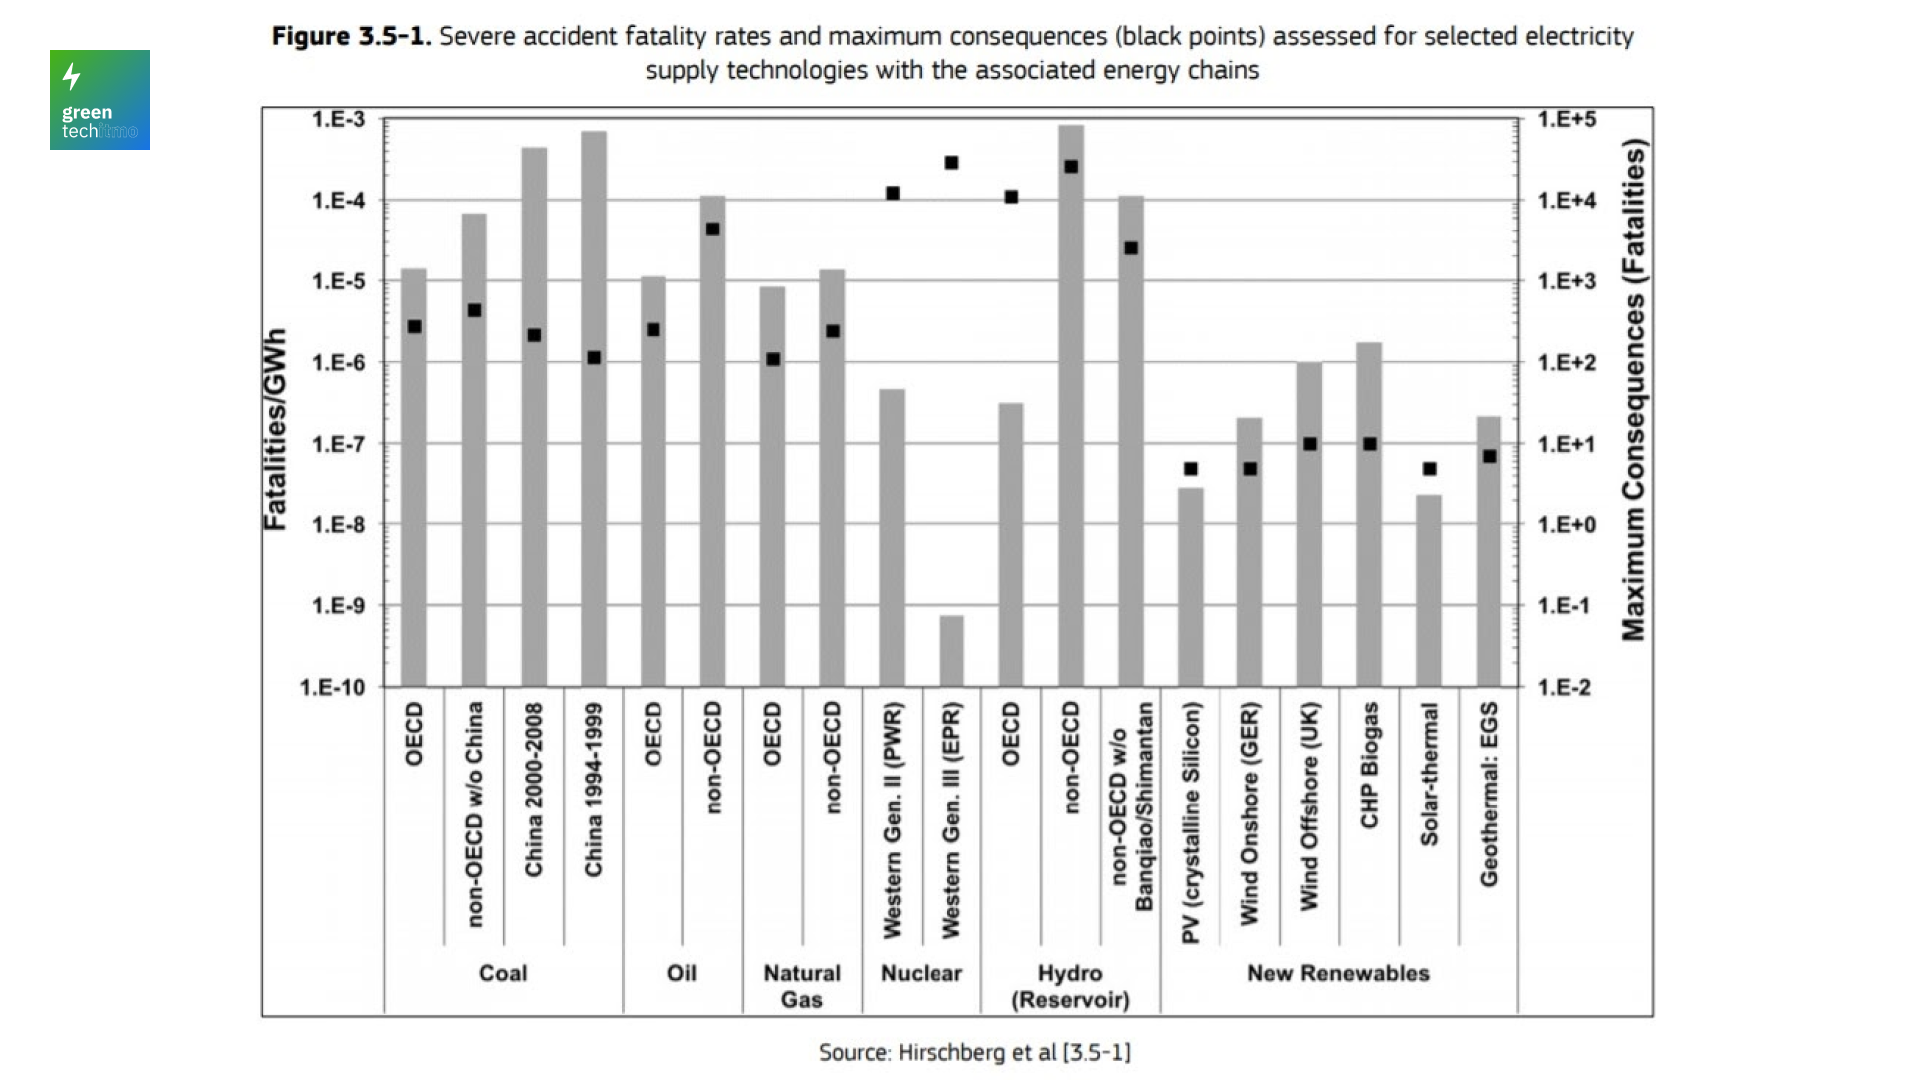 Figure 3.5-1. Severe accident fatality rates and maximum consequences (black points) assessed for selected electricity
supply technologies with the associated energy chains
green
techitmo
Fatalities/GWh
1.E-3
1.E-4
1.E-5
1.E-6
1.E-7
1.E-8
1.E-9
1.E-10
1.E+5
1.E+4
1.E+3
1.E+2
1.E+1
1.E+0
1.E-1
1.E-2
Maximum Consequences (Fatalities)
OECD
non-OECD w/o China
China 2000-2008
China 1994-1999
OECD
non-OECD
OECD
non-OECD
Western Gen. II (PWR)
Western Gen. III (EPR)
OECD
non-OECD
non-OECD w/o
Banqiao/Shimantan
PV (crystalline Silicon)
Wind Onshore (GER)
Wind Offshore (UK)
CHP Biogas
Solar-thermal
Geothermal: EGS
Coal
Oil
Natural
Gas
Nuclear
Hydro
(Reservoir)
New Renewables
Source: Hirschberg et al [3.5-1]